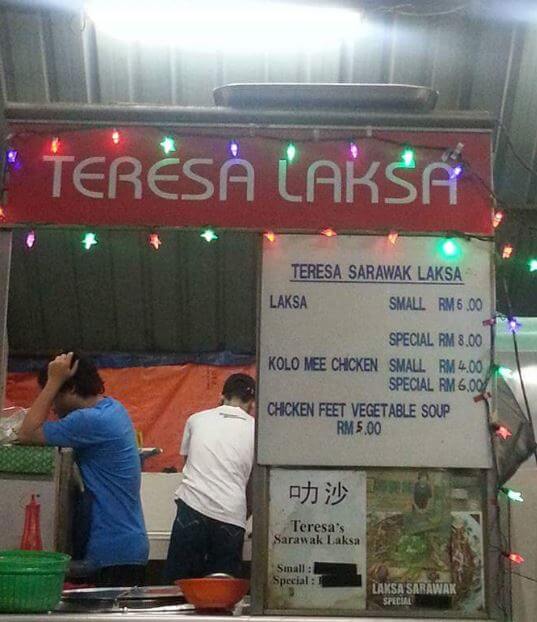 TERESA LAKSA
TERESA SARAWAK LAKSA
LAKSA SMALL RM 6.00
SPECIAL RM 8.00
KOLO MEE CHICKEN SMALL RM 4.00
SPECIAL RM 6.00
CHICKEN FEET VEGETABLE SOUP
RM 5.00
叻沙
Teresa's
Sarawak Laksa
Small :
Special :
LAKSA SARAWAK
SPECIAL